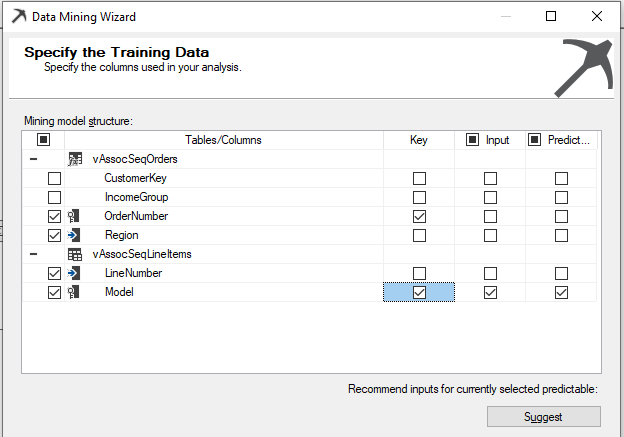 Data Mining Wizard
Specify the Training Data
Specify the columns used in your analysis.
Mining model structure:
Tables/Columns Key Input Predict...
vAssocSeqOrders
CustomerKey
IncomeGroup
OrderNumber
Region
vAssocSeqLineItems
LineNumber
Model
Recommend inputs for currently selected predictable:
Suggest